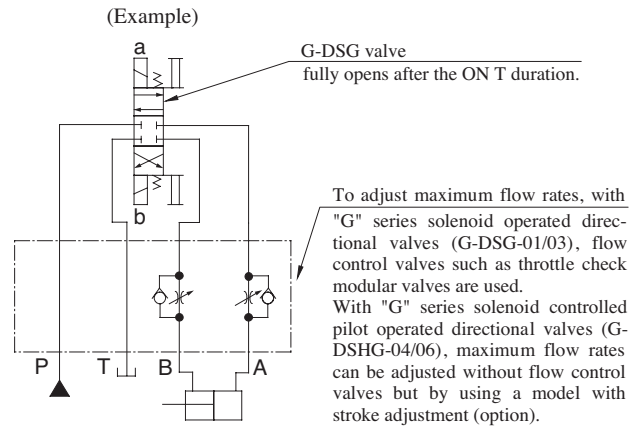 (Example)
a
G-DSG valve
fully opens after the ON T duration.
b
To adjust maximum flow rates, with
"G" series solenoid operated direc-
tional valves (G-DSG-01/03), flow
control valves such as throttle check
modular valves are used.
With "G" series solenoid controlled
pilot operated directional valves (G-
DSHG-04/06), maximum flow rates
can be adjusted without flow control
valves but by using a model with
stroke adjustment (option).
P T B A